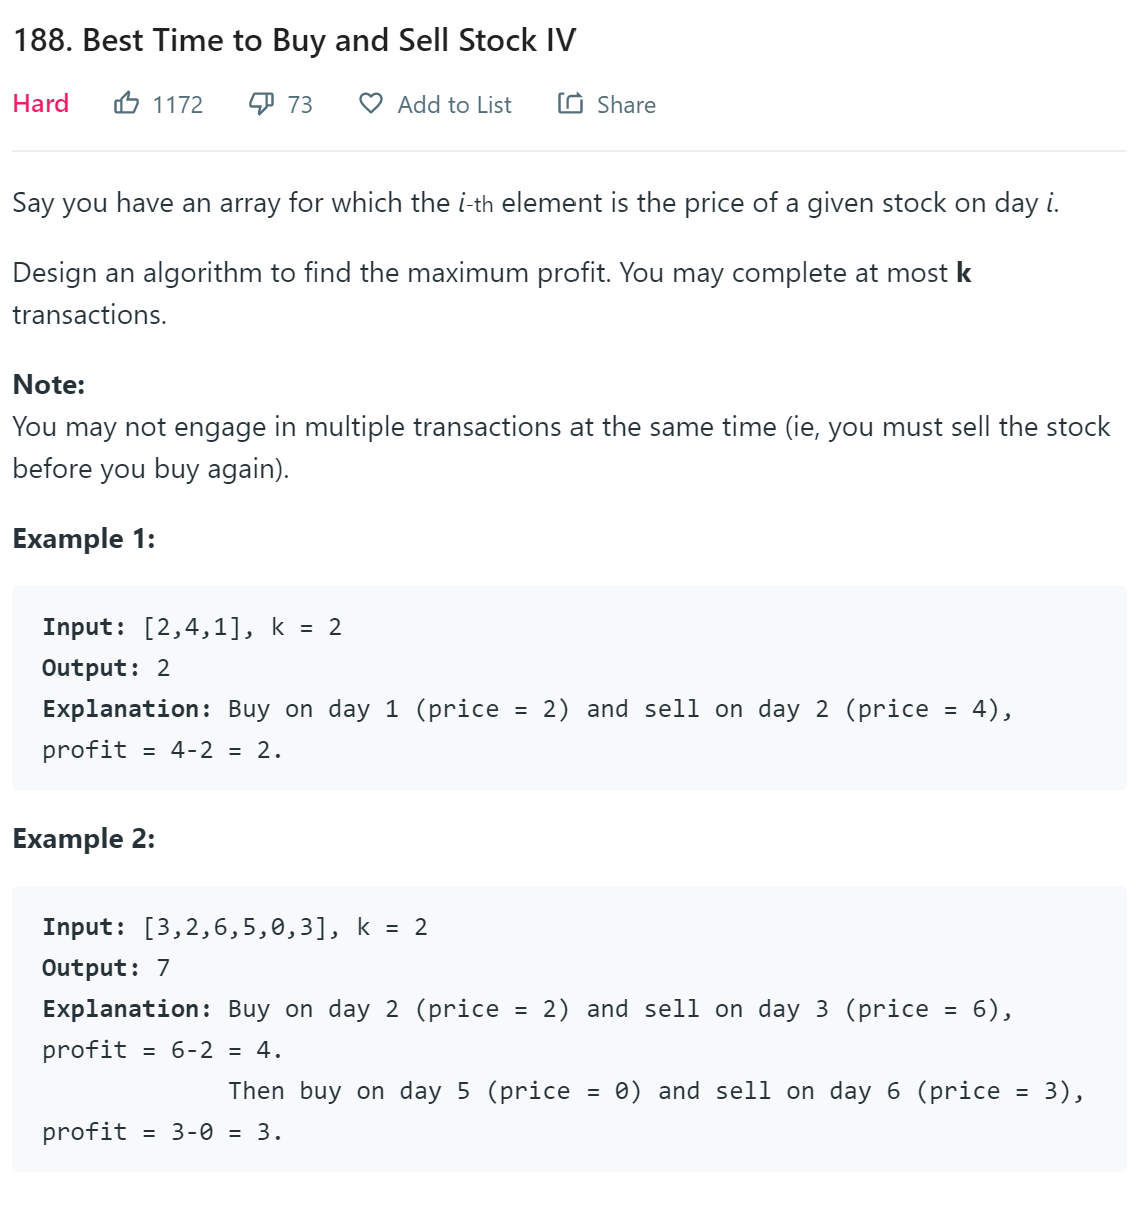 188. Best Time to Buy and Sell Stock IV
Hard 1172 73 Add to List Share
Say you have an array for which the i-th element is the price of a given stock on day i.
Design an algorithm to find the maximum profit. You may complete at most k
transactions.
Note:
You may not engage in multiple transactions at the same time (ie, you must sell the stock
before you buy again).
Example 1:
Input: [2,4,1], k = 2
Output: 2
Explanation: Buy on day 1 (price = 2) and sell on day 2 (price = 4),
profit = 4-2 = 2.
Example 2:
Input: [3,2,6,5,0,3], k = 2
Output: 7
Explanation: Buy on day 2 (price = 2) and sell on day 3 (price = 6),
profit = 6-2 = 4.
Then buy on day 5 (price = 0) and sell on day 6 (price = 3),
profit = 3-0 = 3.